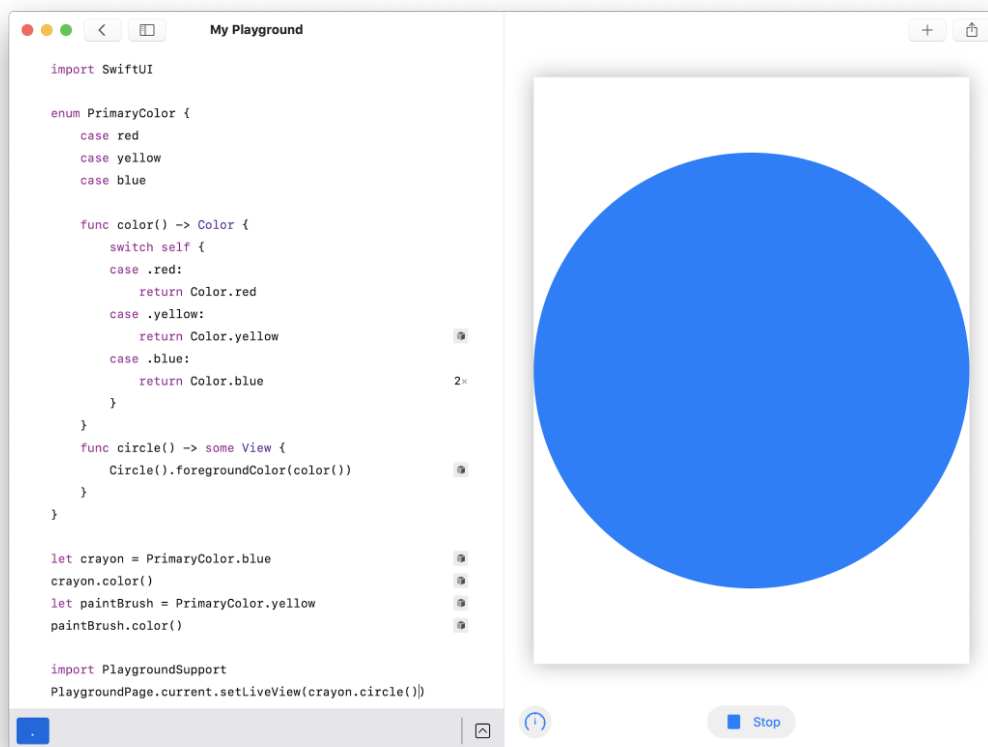 My Playground
import SwiftUI
enum PrimaryColor {
case red
case yellow
case blue
func color() -> Color {
switch self {
case .red:
return Color.red
case .yellow:
return Color.yellow
case .blue:
return Color.blue
2×
}
}
func circle() -> some View {
Circle().foregroundColor(color())
}
}
let crayon = PrimaryColor.blue
crayon.color()
let paintBrush = PrimaryColor.yellow
paintBrush.color()
import PlaygroundSupport
PlaygroundPage.current.setLiveView(crayon.circle())
.
Stop